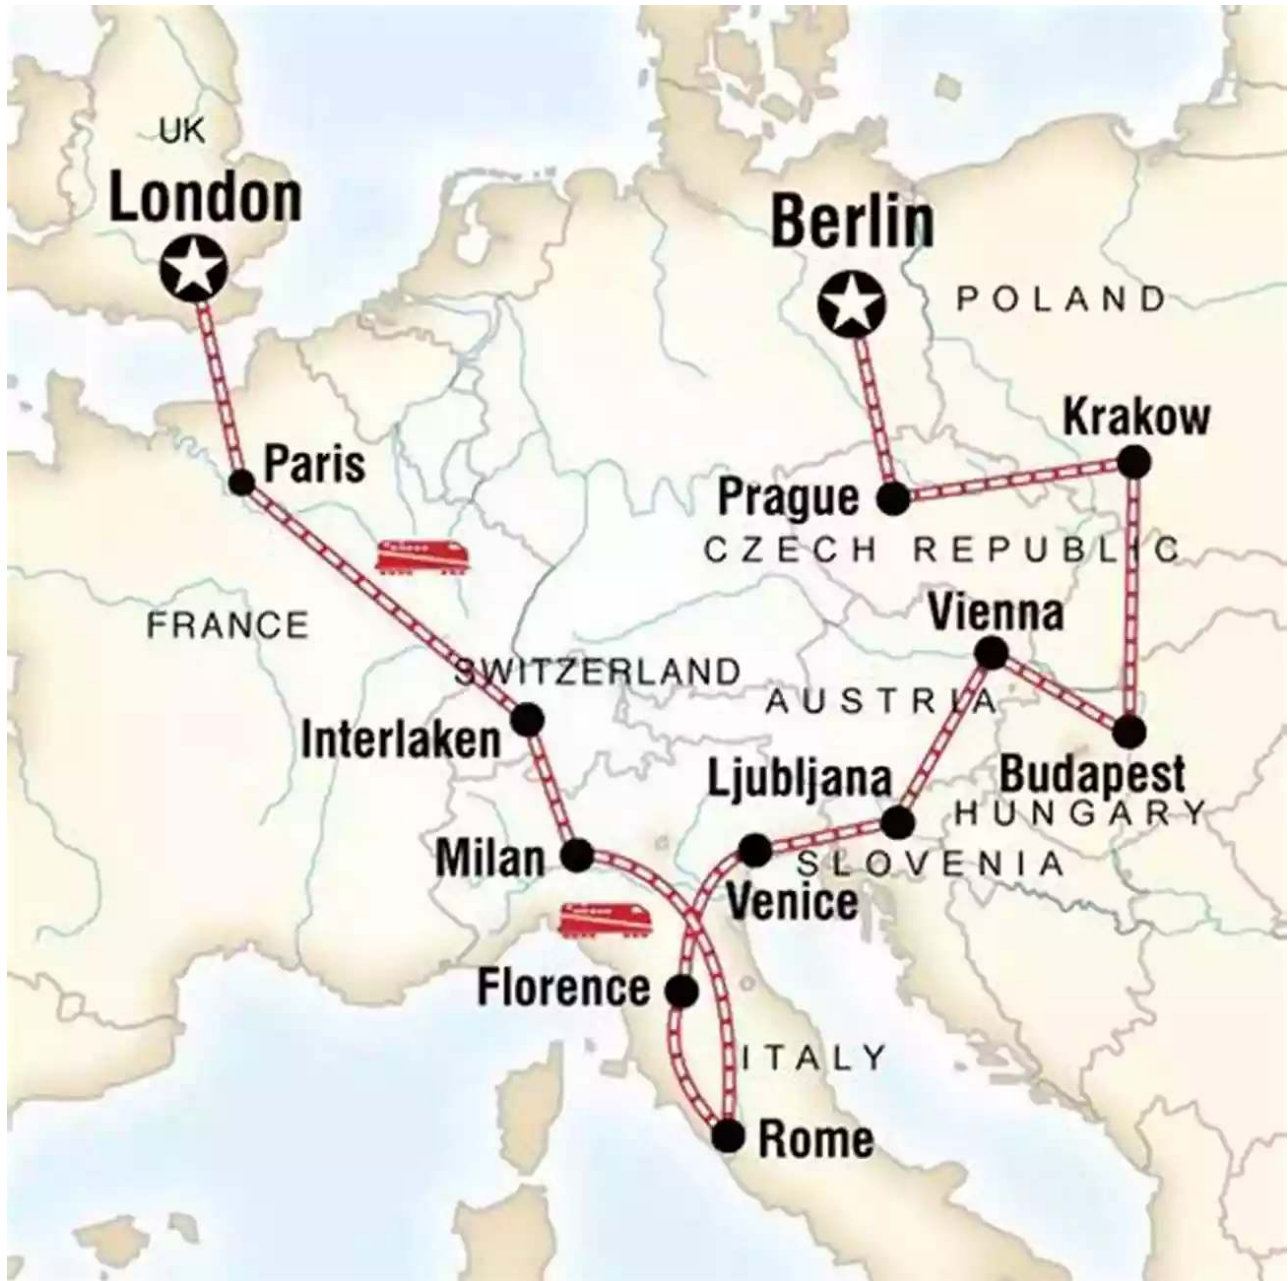 UK
London
Berlin
POLAND
Krakow
Paris
Prague
CZECH REPUBLIC
Vienna
FRANCE
SWITZERLAND
AUSTRIA
Interlaken
Ljubljana
Budapest
HUNGARY
Milan
SLOVENIA
Venice
Florence
ITALY
Rome